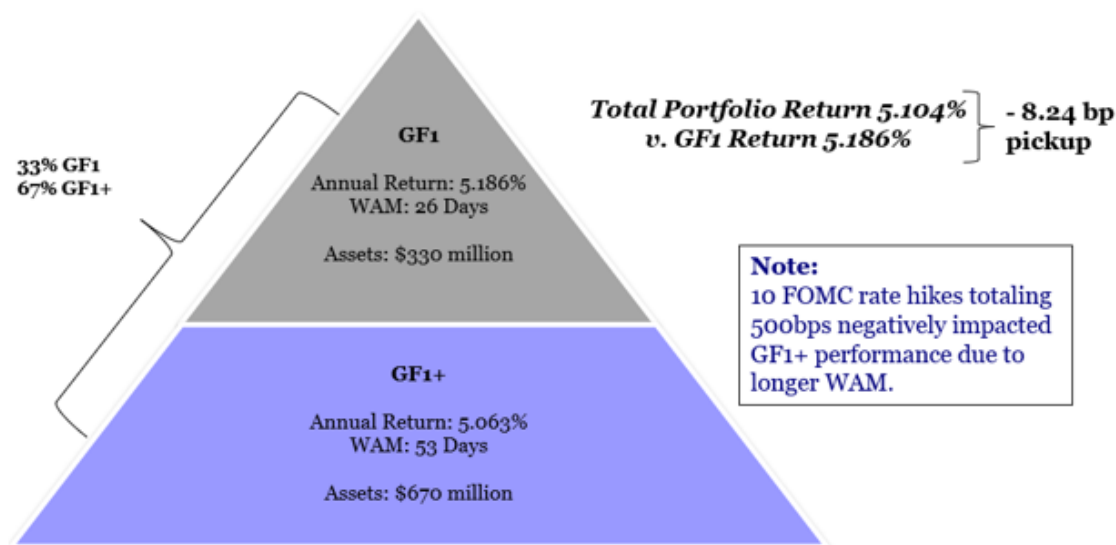 33% GF1
67% GF1+
GF1
Annual Return: 5.186%
WAM: 26 Days
Assets: $330 million
GF1+
Annual Return: 5.063%
WAM: 53 Days
Assets: $670 million
Total Portfolio Return 5.104%
v. GF1 Return 5.186%
- 8.24 bp
pickup
Note:
10 FOMC rate hikes totaling
500bps negatively impacted
GF1+ performance due to
longer WAM.